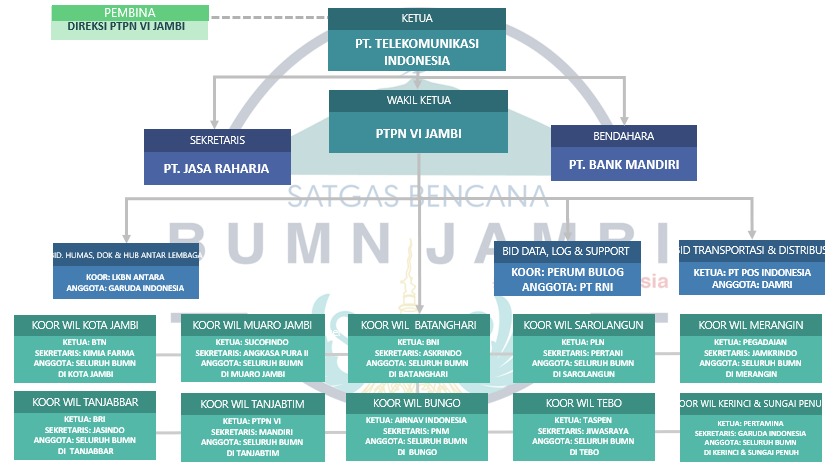 PEMBINA
DIREKSI PTPN VI JAMBI
KETUA
PT. TELEKOMUNIKASI
INDONESIA
WAKIL KETUA
PTPN VI JAMBI
SEKRETARIS
PT. JASA RAHARJA
BENDAHARA
PT. BANK MANDIRI
SATGAS BENCANA
BUMN JAMBI
BID. HUMAS, DOK & HUB ANTAR LEMBAGA
KOOR: LKBN ANTARA
ANGGOTA: GARUDA INDONESIA
BID DATA, LOG & SUPPORT
KOOR: PERUM BULOG
ANGGOTA: PT RNI
BID TRANSPORTASI & DISTRIBUS
KETUA: PT POS INDONESIA
ANGGOTA: DAMRI
KOOR WIL KOTA JAMBI
KETUA: BTN
SEKRETARIS: KIMIA FARMA
ANGGOTA: SELURUH BUMN
DI KOTA JAMBI
KOOR WIL MUARO JAMBI
KETUA: SUCOFINDO
SEKRETARIS: ANGKASA PURA II
ANGGOTA: SELURUH BUMN
DI MUARO JAMBI
KOOR WIL BATANGHARI
KETUA: BNI
SEKRETARIS: ASKRINDO
ANGGOTA: SELURUH BUMN
DI BATANGHARI
KOOR WIL SAROLANGUN
KETUA: PLN
SEKRETARIS: PERTANI
ANGGOTA: SELURUH BUMN
DI SAROLANGUN
KOOR WIL MERANGIN
KETUA: PEGADAIAN
SEKRETARIS: JAMKRINDO
ANGGOTA: SELURUH BUMN
DI MERANGIN
KOOR WIL TANJABBAR
KETUA: BRI
SEKRETARIS: JASINDO
ANGGOTA: SELURUH BUMN
DI TANJABBAR
KOOR WIL TANJABTIM
KETUA: PTPN VI
SEKRETARIS: MANDIRI
ANGGOTA: SELURUH BUMN
DI TANJABTIM
KOOR WIL BUNGO
KETUA: AIRNAV INDONESIA
SEKRETARIS: PNM
ANGGOTA: SELURUH BUMN
DI BUNGO
KOOR WIL TEBO
KETUA: TASPEN
SEKRETARIS: JIWASRAYA
ANGGOTA: SELURUH BUMN
DI TEBO
OOR WIL KERINCI & SUNGAI PENU
KETUA: PERTAMINA
SEKRETARIS: GARUDA INDONESIA
ANGGOTA: SELURUH BUMN
DI KERINCI & SUNGAI PENUH